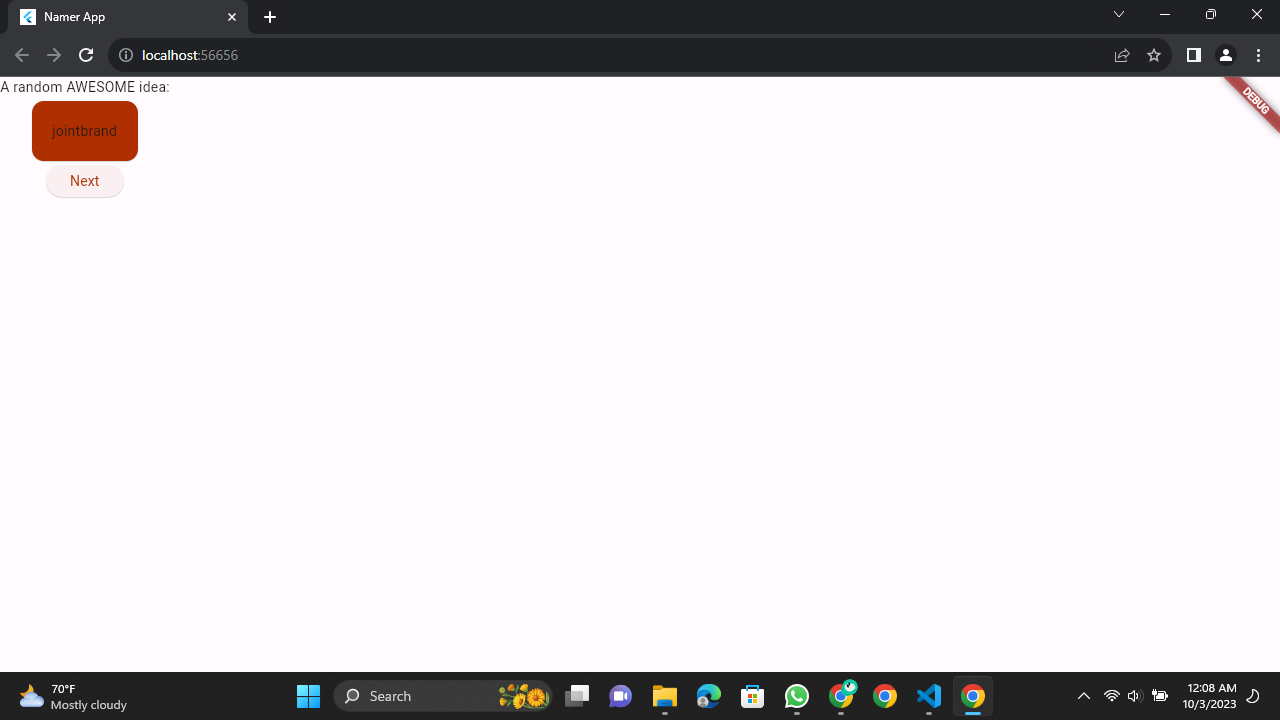 Namer App
localhost:56656
A random AWESOME idea:
DEBUG
jointbrand
Next
70°F
Mostly cloudy
Search
12:08 AM
10/3/2023